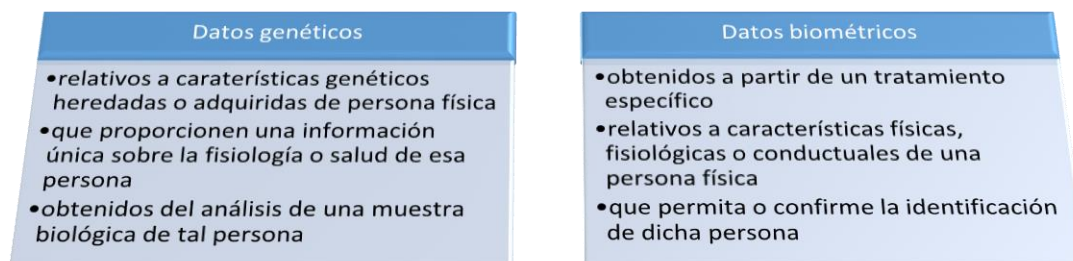 Datos genéticos
•relativos a caraterísticas genéticos
heredadas o adquiridas de persona física
•que proporcionen una información
única sobre la fisiología o salud de esa
persona
•obtenidos del análisis de una muestra
biológica de tal persona
Datos biométricos
•obtenidos a partir de un tratamiento
específico
•relativos a características físicas,
fisiológicas o conductuales de una
persona física
•que permita o confirme la identificación
de dicha persona